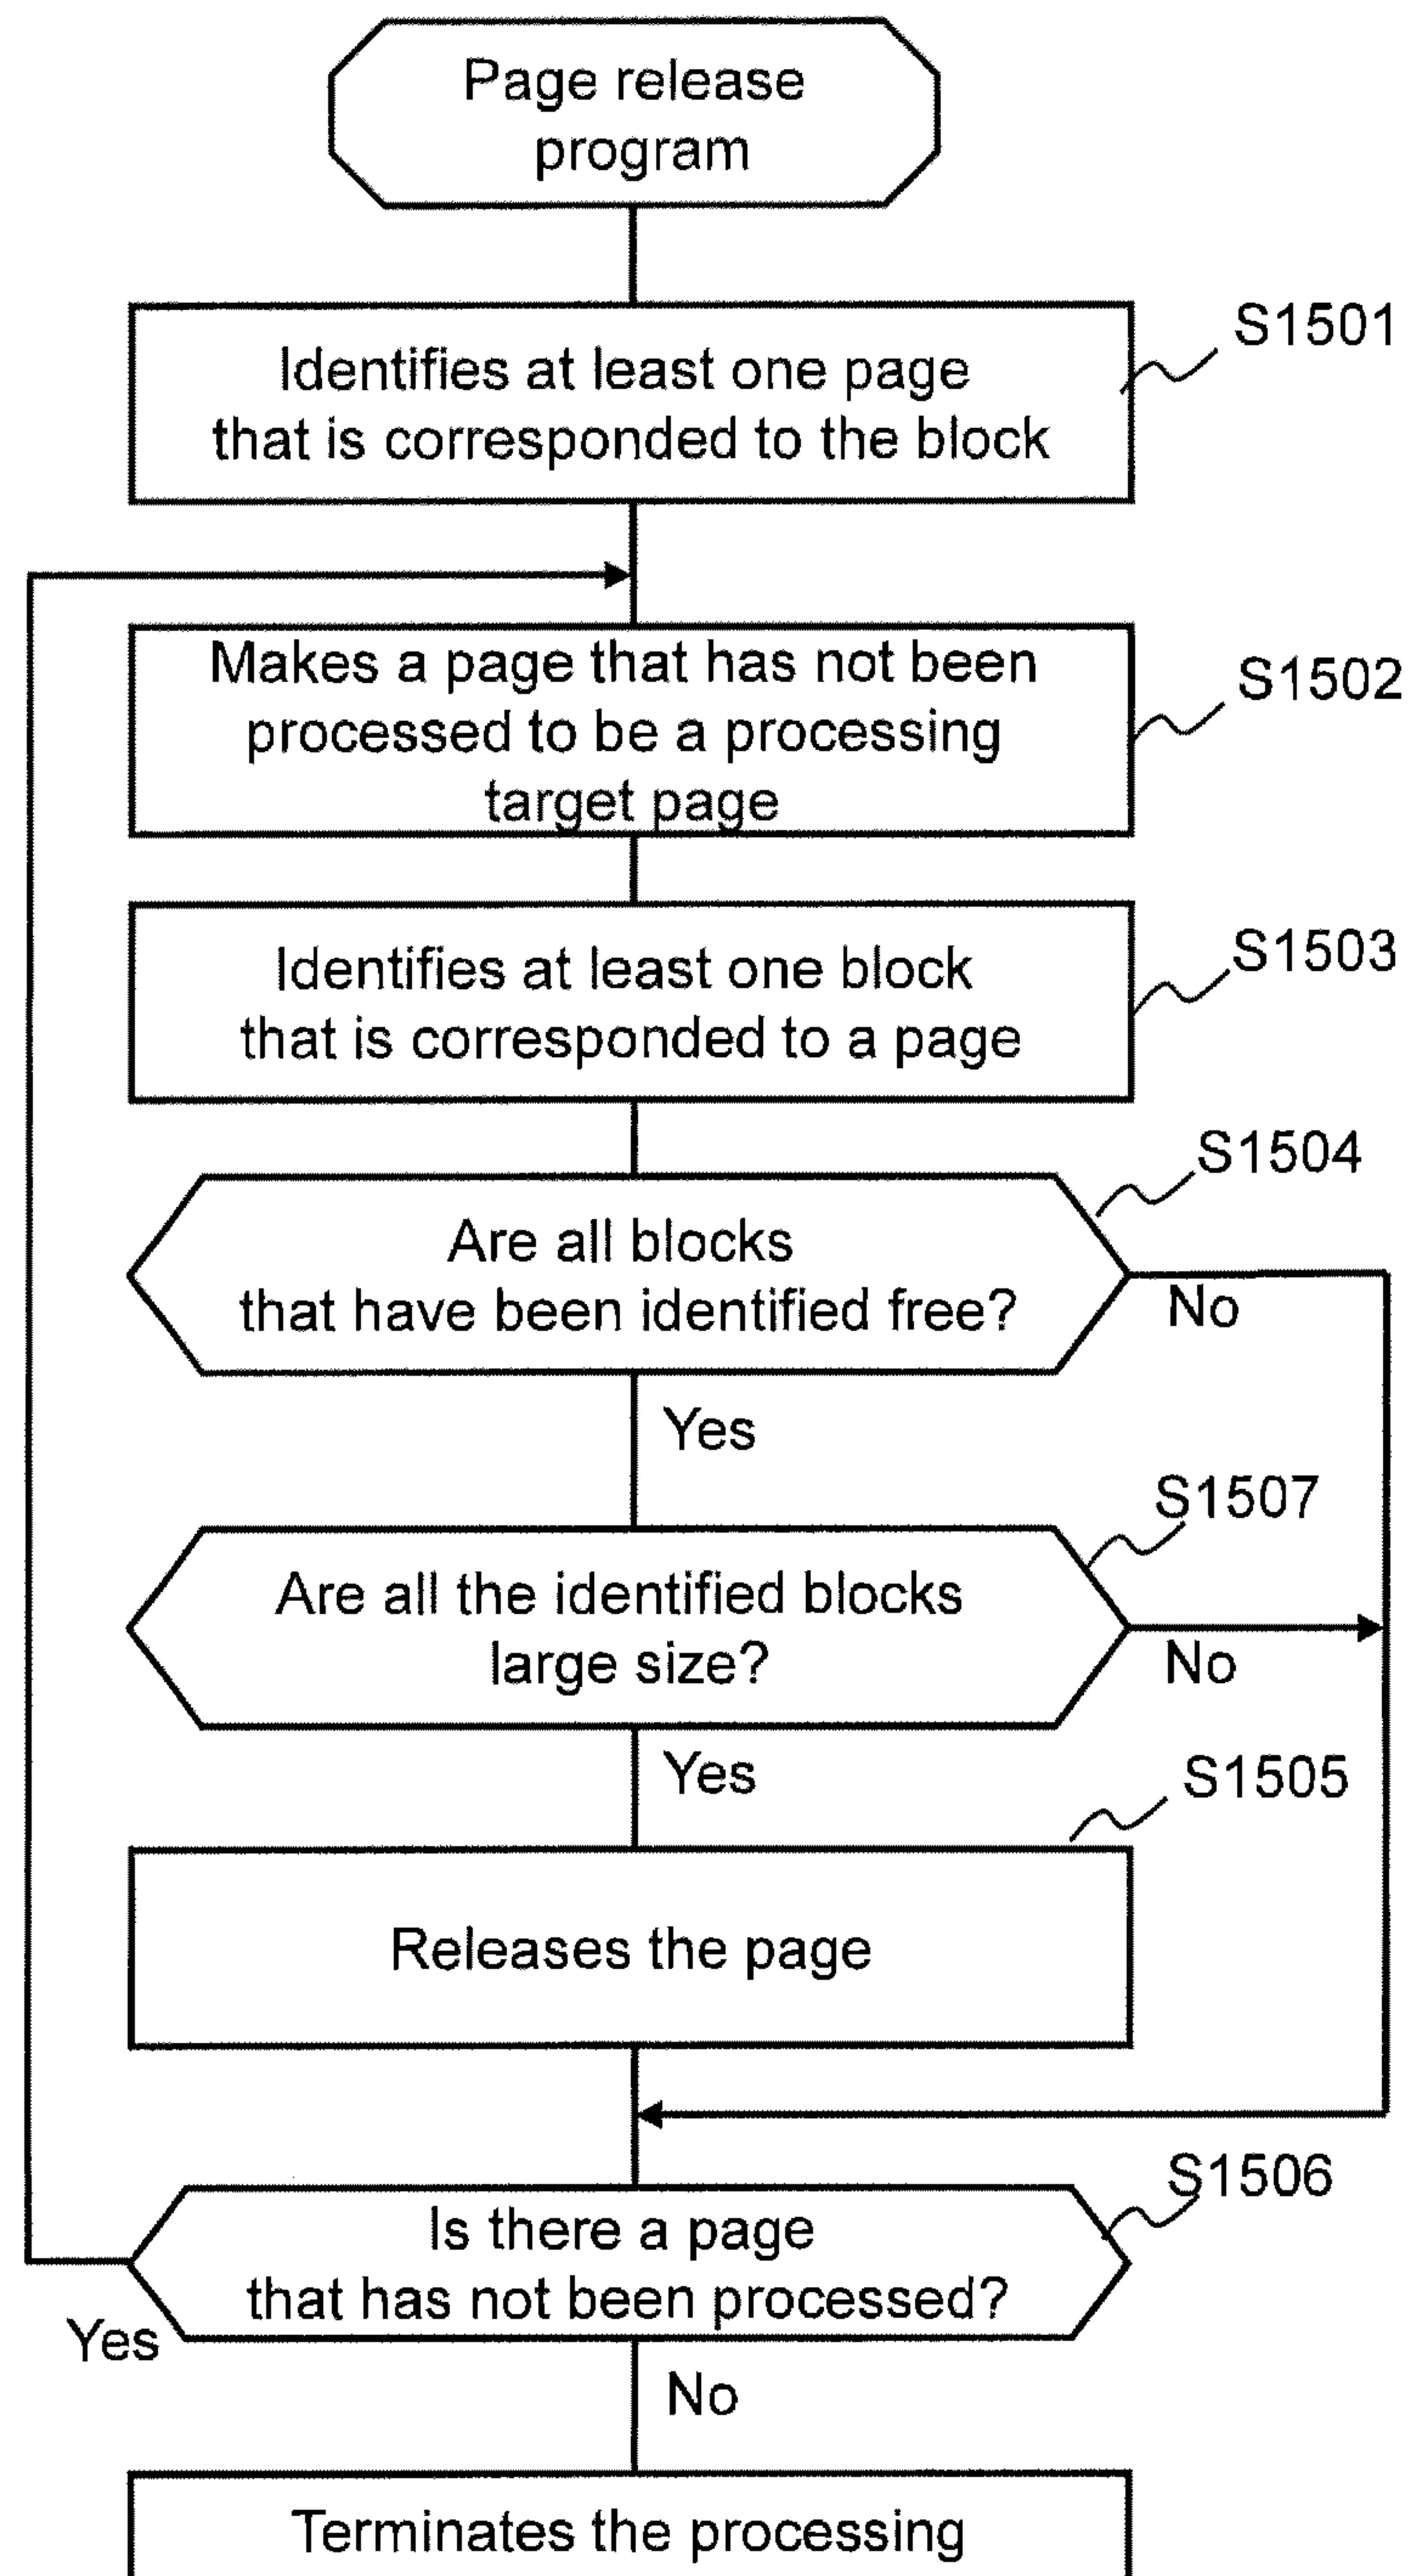 Page release
program
S1501
Identifies at least one page
that is corresponded to the block
S1502
Makes a page that has not been
processed to be a processing
target page
S1503
Identifies at least one block
that is corresponded to a page
S1504
Are all blocks
that have been identified free?
No
Yes
S1507
Are all the identified blocks
large size?
No
Yes
S1505
Releases the page
S1506
Is there a page
that has not been processed?
Yes
No
Terminates the processing